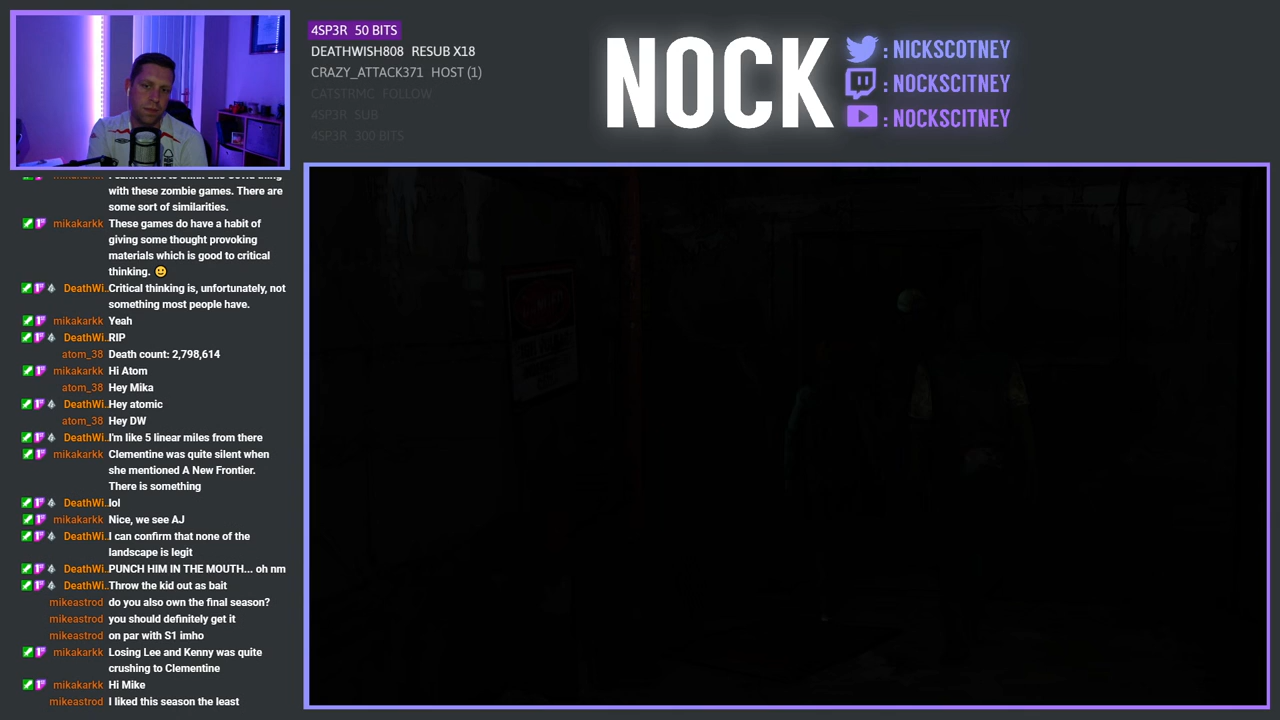 4SP3R 50 BITS
DEATHWISH808 RESUB X18
CRAZY_ATTACK371 HOST (1)
CATSTRMC FOLLOW
4SP3R SUB
4SP3R 300 BITS
NOCK
: NICKSCOTNEY
: NOCKSCITNEY
: NOCKSCITNEY
with these zombie games. There are
some sort of similarities.
mikakarkk These games do have a habit of
giving some thought provoking
materials which is good to critical
thinking. 🙂
DeathWi.. Critical thinking is, unfortunately, not
something most people have.
mikakarkk Yeah
DeathWi.. RIP
atom_38 Death count: 2,798,614
mikakarkk Hi Atom
atom_38 Hey Mika
DeathWi.. Hey atomic
atom_38 Hey DW
DeathWi.. I'm like 5 linear miles from there
mikakarkk Clementine was quite silent when
she mentioned A New Frontier.
There is something
DeathWi.. lol
mikakarkk Nice, we see AJ
DeathWi.. I can confirm that none of the
landscape is legit
DeathWi.. PUNCH HIM IN THE MOUTH... oh nm
DeathWi.. Throw the kid out as bait
mikeastrod do you also own the final season?
mikeastrod you should definitely get it
mikeastrod on par with S1 imho
mikakarkk Losing Lee and Kenny was quite
crushing to Clementine
mikakarkk Hi Mike
mikeastrod I liked this season the least